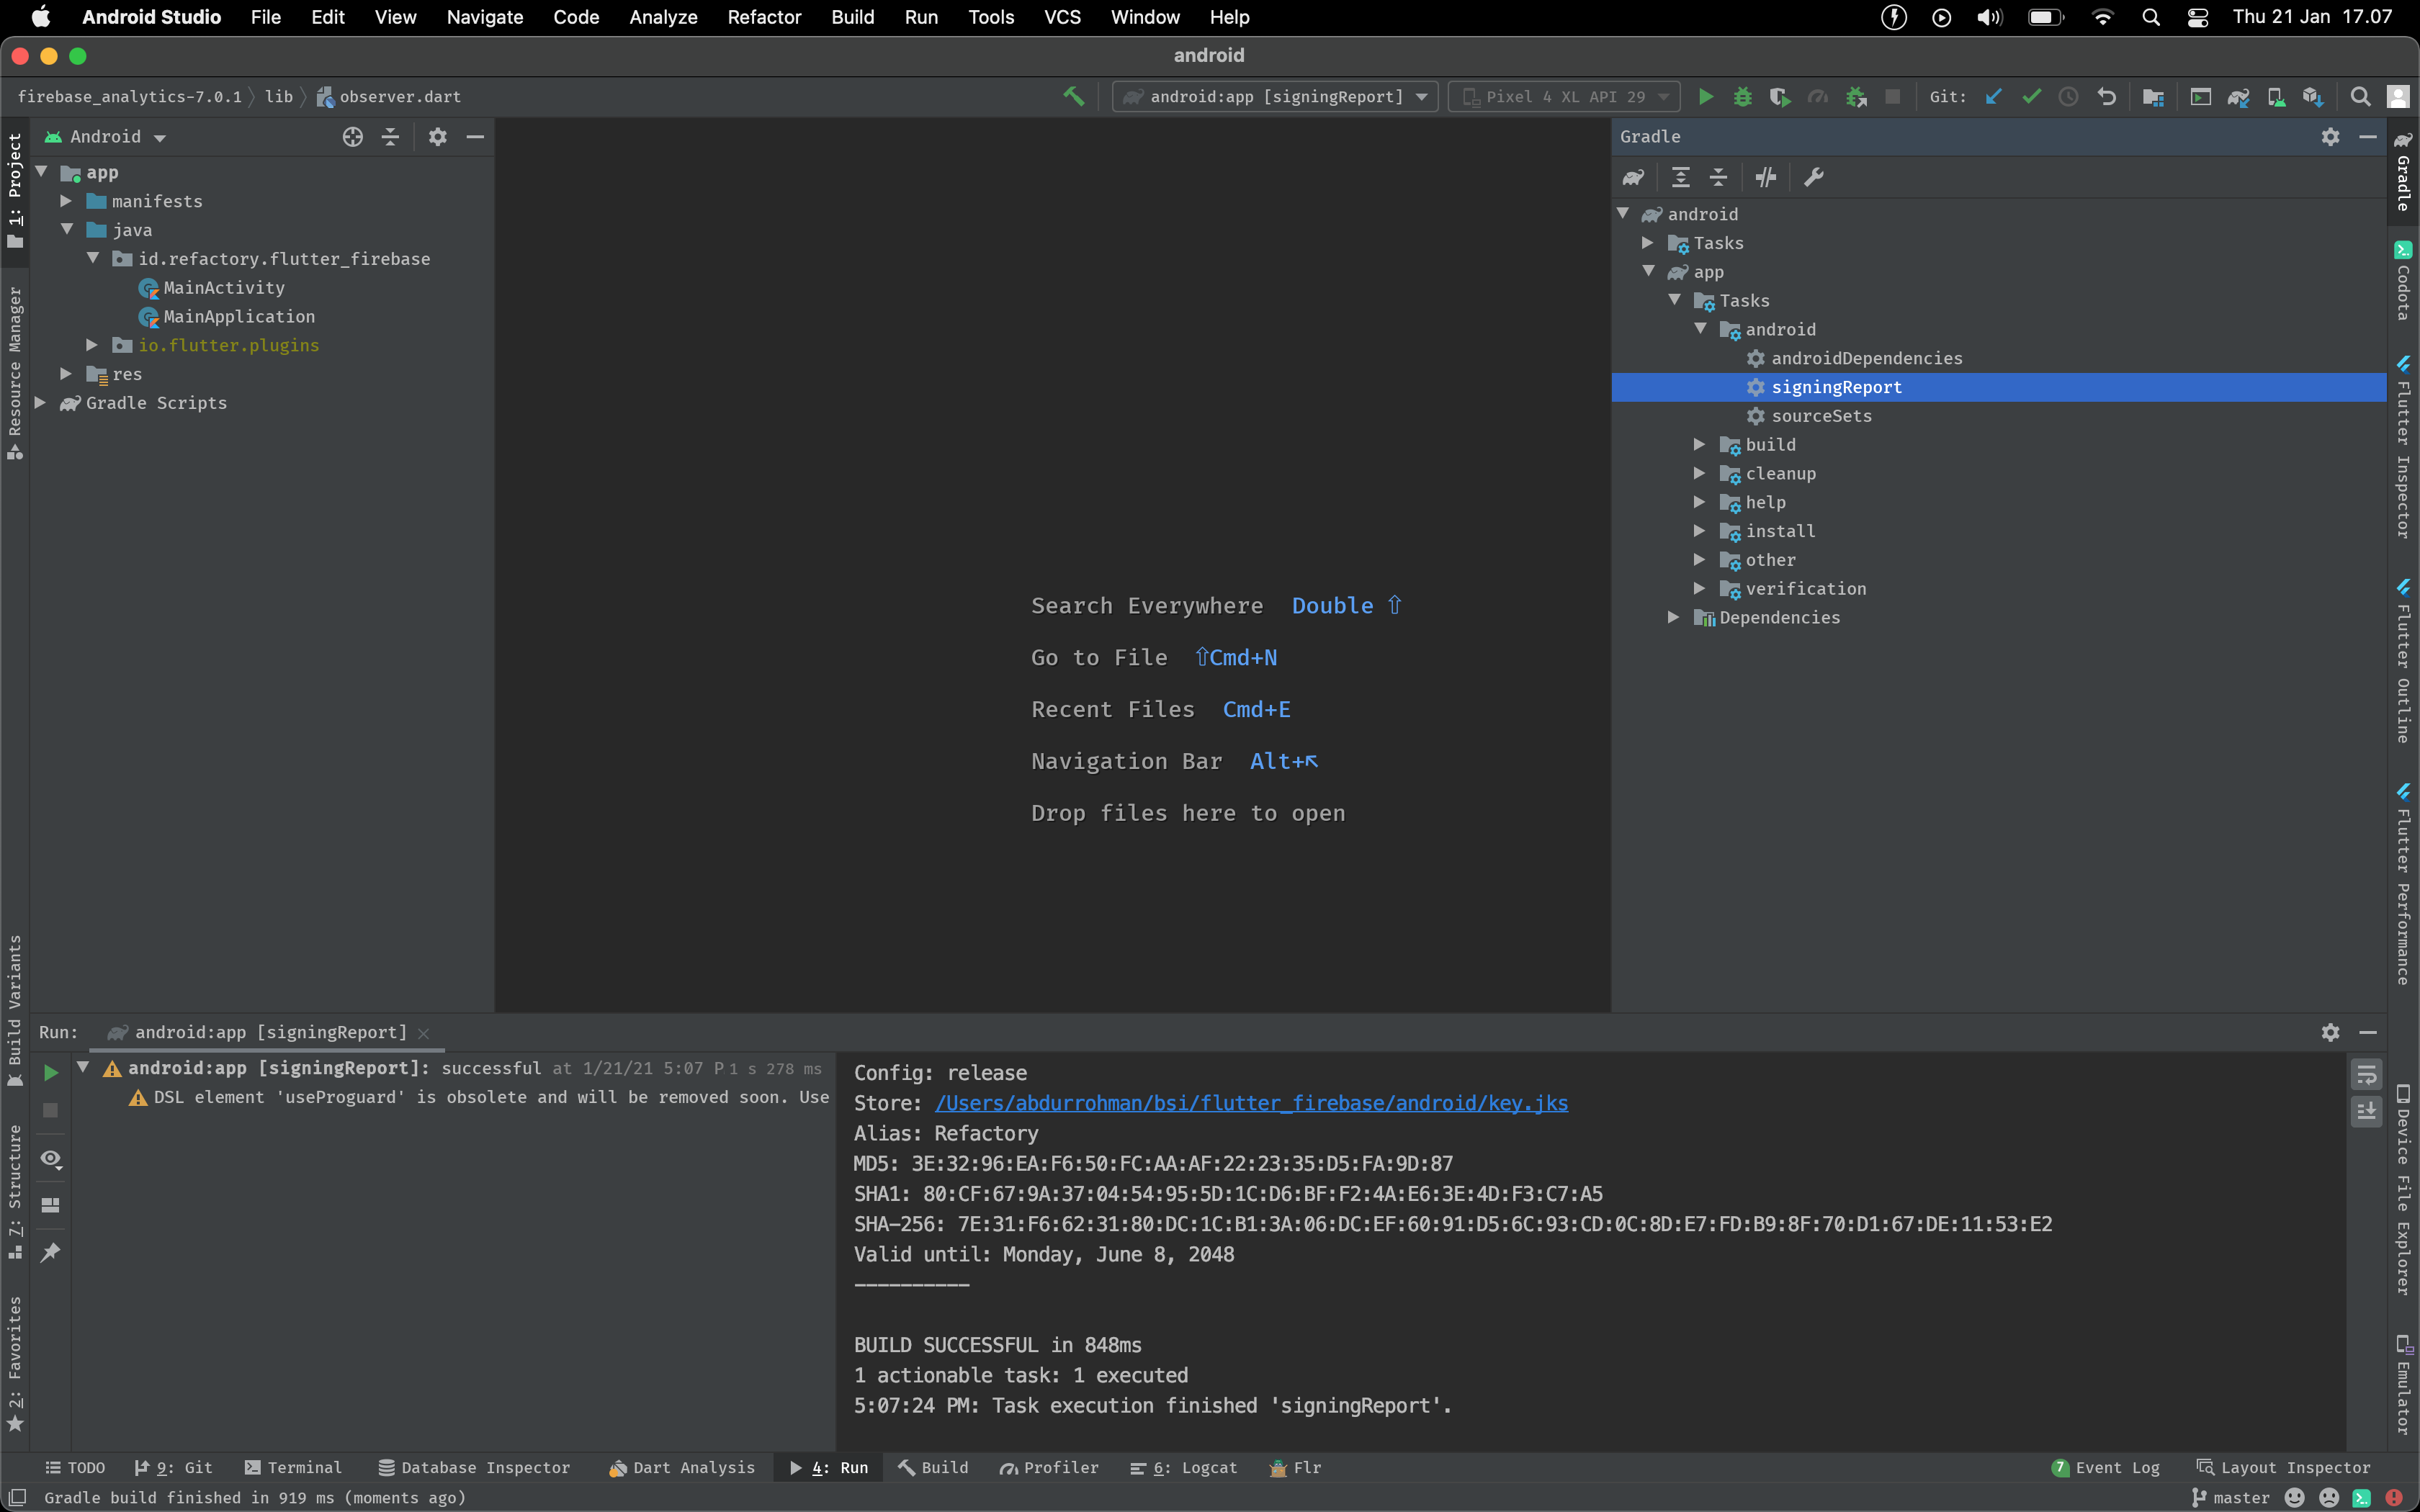 Android Studio File Edit View Navigate Code Analyze Refactor Build Run Tools VCS Window Help Thu 21 Jan 17.07
android
firebase_analytics-7.0.1 lib observer.dart android:app [signingReport] Pixel 4 XL API 29 Git:
1: Project
Resource Manager
Build Variants
7: Structure
2: Favorites
Android
app
manifests
java
id.refactory.flutter_firebase
MainActivity
MainApplication
io.flutter.plugins
res
Gradle Scripts
Search Everywhere Double ⇧
Go to File ⇧Cmd+N
Recent Files Cmd+E
Navigation Bar Alt+↖
Drop files here to open
Gradle
android
Tasks
app
Tasks
android
androidDependencies
signingReport
sourceSets
build
cleanup
help
install
other
verification
Dependencies
Gradle
Codota
Flutter Inspector
Flutter Outline
Flutter Performance
Device File Explorer
Emulator
Run: android:app [signingReport]
android:app [signingReport]: successful at 1/21/21 5:07 P 1 s 278 ms
DSL element 'useProguard' is obsolete and will be removed soon. Use
Config: release
Store: /Users/abdurrohman/bsi/flutter_firebase/android/key.jks
Alias: Refactory
MD5: 3E:32:96:EA:F6:50:FC:AA:AF:22:23:35:D5:FA:9D:87
SHA1: 80:CF:67:9A:37:04:54:95:5D:1C:D6:BF:F2:4A:E6:3E:4D:F3:C7:A5
SHA-256: 7E:31:F6:62:31:80:DC:1C:B1:3A:06:DC:EF:60:91:D5:6C:93:CD:0C:8D:E7:FD:B9:8F:70:D1:67:DE:11:53:E2
Valid until: Monday, June 8, 2048
----------
BUILD SUCCESSFUL in 848ms
1 actionable task: 1 executed
5:07:24 PM: Task execution finished 'signingReport'.
TODO 9: Git Terminal Database Inspector Dart Analysis 4: Run Build Profiler 6: Logcat Flr 7 Event Log Layout Inspector
Gradle build finished in 919 ms (moments ago) master